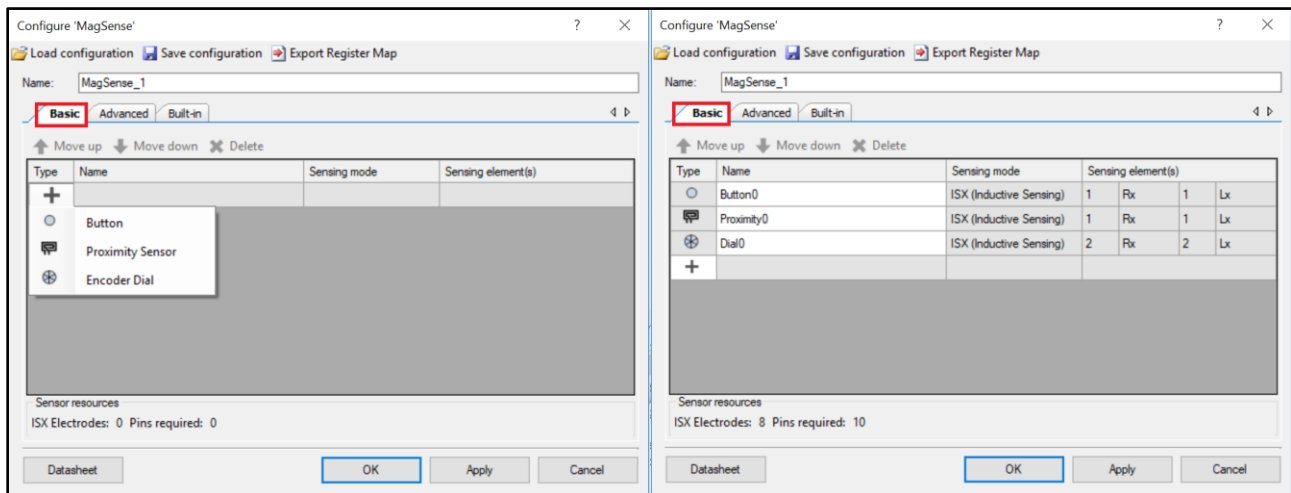 Configure 'MagSense' ? ×
Load configuration Save configuration Export Register Map
Name: MagSense_1
Basic Advanced Built-in
Move up Move down Delete
Type Name Sensing mode Sensing element(s)
Button
Proximity Sensor
Encoder Dial
Sensor resources
ISX Electrodes: 0 Pins required: 0
Datasheet OK Apply Cancel
Configure 'MagSense' ? ×
Load configuration Save configuration Export Register Map
Name: MagSense_1
Basic Advanced Built-in
Move up Move down Delete
Type Name Sensing mode Sensing element(s)
Button0 ISX (Inductive Sensing) 1 Rx 1 Lx
Proximity0 ISX (Inductive Sensing) 1 Rx 1 Lx
Dial0 ISX (Inductive Sensing) 2 Rx 2 Lx
Sensor resources
ISX Electrodes: 8 Pins required: 10
Datasheet OK Apply Cancel